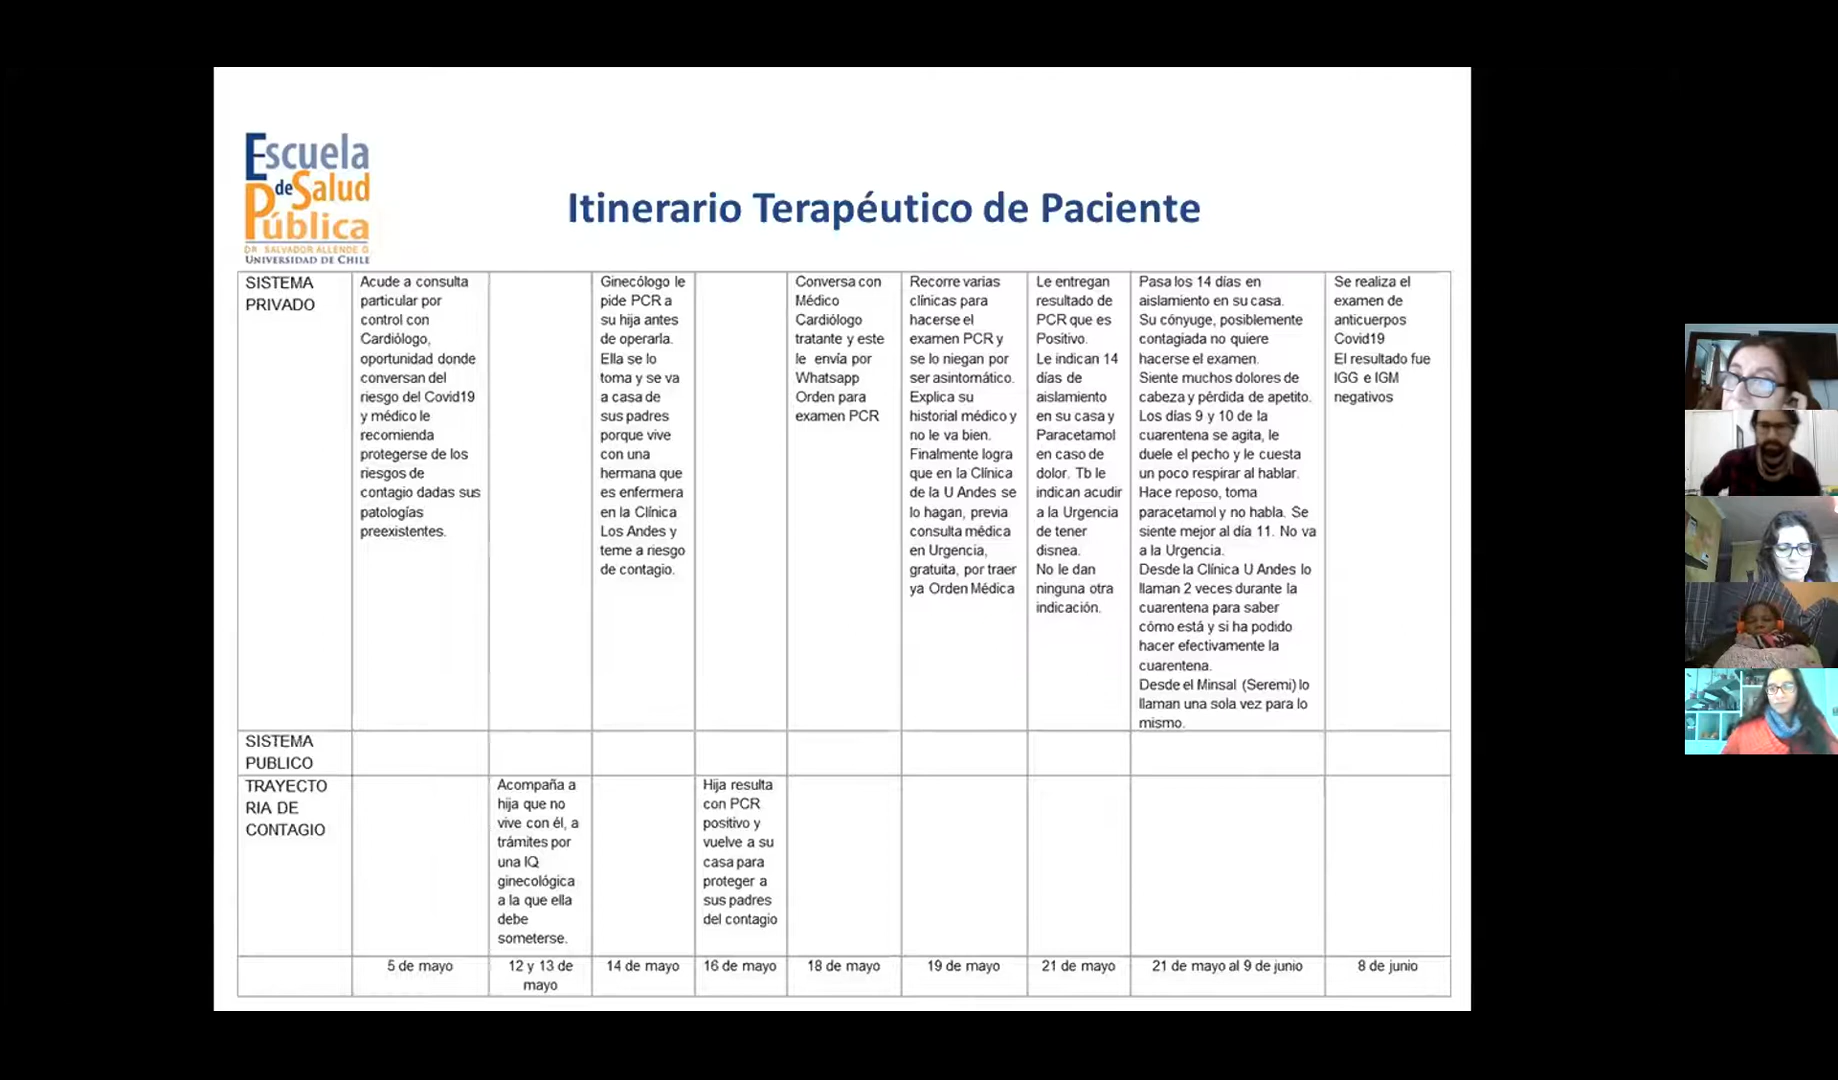 Escuela
de Salud
Pública
DR. SALVADOR ALLENDE G.
UNIVERSIDAD DE CHILE
Itinerario Terapéutico de Paciente
SISTEMA
PRIVADO
Acude a consulta
particular por
control con
Cardiólogo,
oportunidad donde
conversan del
riesgo del Covid19
y médico le
recomienda
protegerse de los
riesgos de
contagio dadas sus
patologías
preexistentes.
Ginecólogo le
pide PCR a
su hija antes
de operarla.
Ella se lo
toma y se va
a casa de
sus padres
porque vive
con una
hermana que
es enfermera
en la Clínica
Los Andes y
teme a riesgo
de contagio.
Conversa con
Médico
Cardiólogo
tratante y este
le envía por
Whatsapp
Orden para
examen PCR
Recorre varias
clínicas para
hacerse el
examen PCR y
se lo niegan por
ser asintomático.
Explica su
historial médico y
no le va bien.
Finalmente logra
que en la Clínica
de la U Andes se
lo hagan, previa
consulta médica
en Urgencia,
gratuita, por traer
ya Orden Médica
Le entregan
resultado de
PCR que es
Positivo.
Le indican 14
días de
aislamiento
en su casa y
Paracetamol
en caso de
dolor. Tb le
indican acudir
a la Urgencia
de tener
disnea.
No le dan
ninguna otra
indicación.
Pasa los 14 días en
aislamiento en su casa.
Su cónyuge, posiblemente
contagiada no quiere
hacerse el examen.
Siente muchos dolores de
cabeza y pérdida de apetito.
Los días 9 y 10 de la
cuarentena se agita, le
duele el pecho y le cuesta
un poco respirar al hablar.
Hace reposo, toma
paracetamol y no habla. Se
siente mejor al día 11. No va
a la Urgencia.
Desde la Clínica U Andes lo
llaman 2 veces durante la
cuarentena para saber
cómo está y si ha podido
hacer efectivamente la
cuarentena.
Desde el Minsal (Seremi) lo
llaman una sola vez para lo
mismo.
Se realiza el
examen de
anticuerpos
Covid19
El resultado fue
IGG e IGM
negativos
SISTEMA
PUBLICO
TRAYECTO
RIA DE
CONTAGIO
Acompaña a
hija que no
vive con él, a
trámites por
una IQ
ginecológica
a la que ella
debe
someterse.
Hija resulta
con PCR
positivo y
vuelve a su
casa para
proteger a
sus padres
del contagio
5 de mayo
12 y 13 de
mayo
14 de mayo
16 de mayo
18 de mayo
19 de mayo
21 de mayo
21 de mayo al 9 de junio
8 de junio